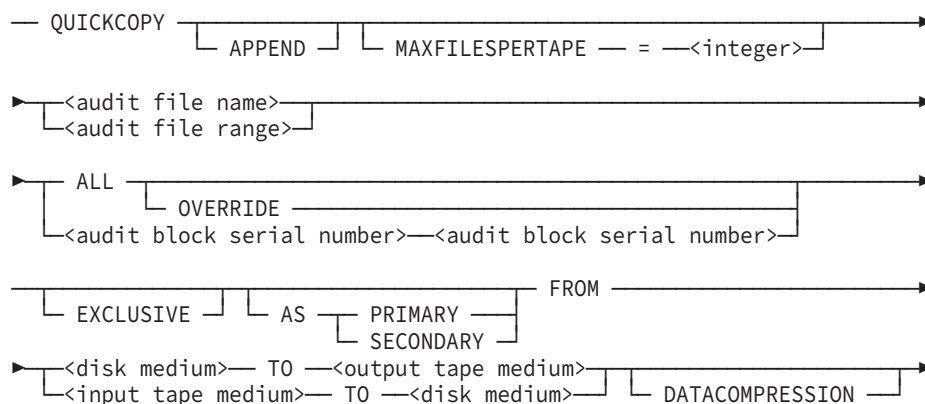 QUICKCOPY
APPEND MAXFILESPERTAPE = <integer>
<audit file name>
<audit file range>
ALL
OVERRIDE
<audit block serial number> <audit block serial number>
FROM
EXCLUSIVE AS PRIMARY
SECONDARY
<disk medium> TO <output tape medium>
<input tape medium> TO <disk medium> DATACOMPRESSION